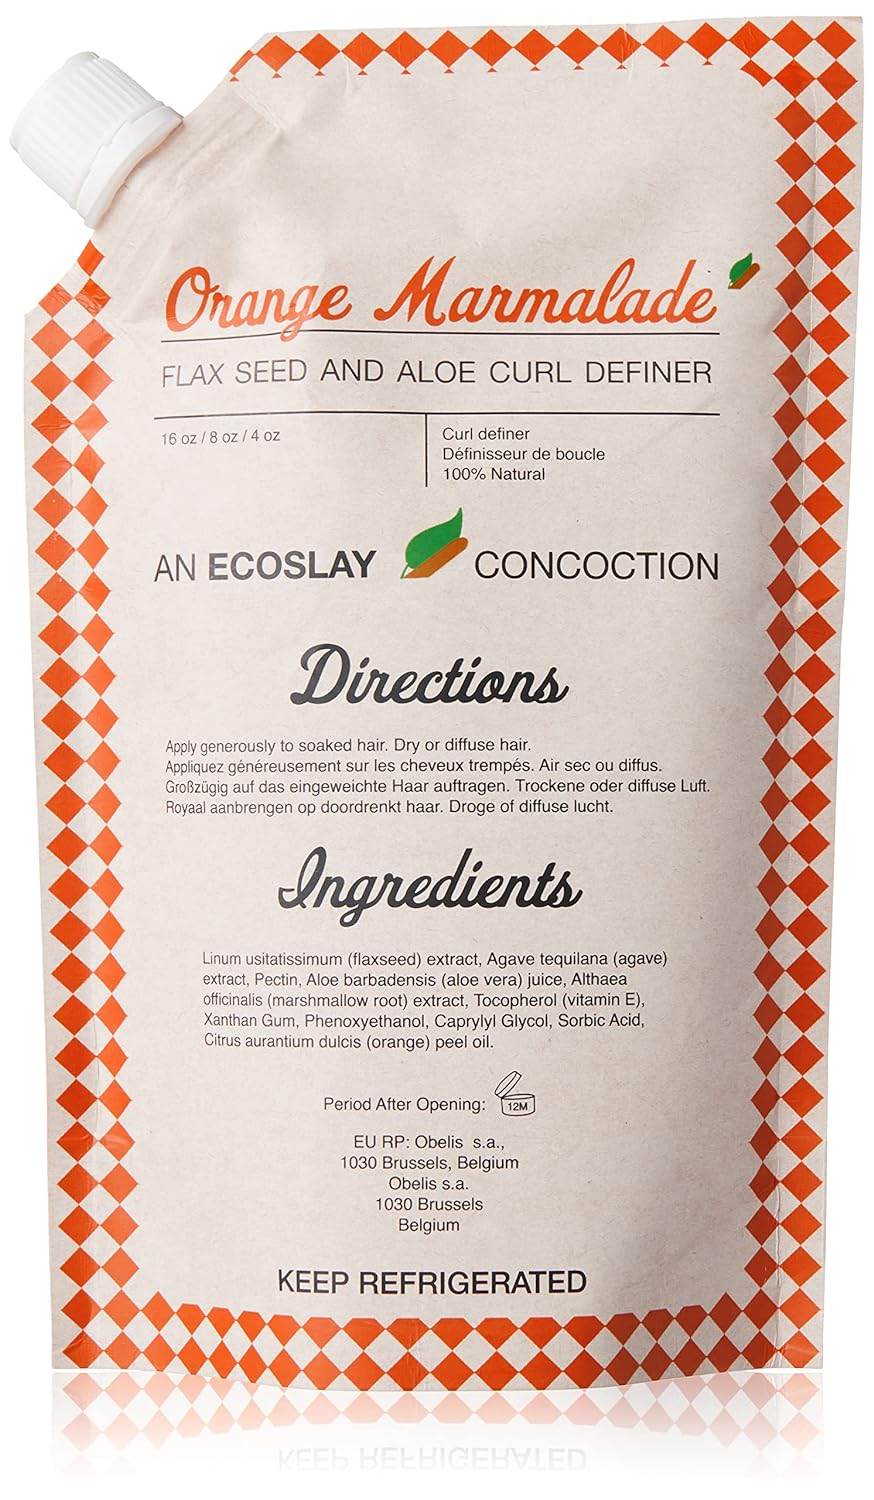 Orange Marmalade
FLAX SEED AND ALOE CURL DEFINER
16 oz / 8 oz / 4 oz
Curl definer
Définisseur de boucle
100% Natural
AN ECOSLAY CONCOCTION
Directions
Apply generously to soaked hair. Dry or diffuse hair.
Appliquez généreusement sur les cheveux trempés. Air sec ou diffus.
Großzügig auf das eingeweichte Haar auftragen. Trockene oder diffuse Luft.
Royaal aanbrengen op doordrenkt haar. Droge of diffuse lucht.
Ingredients
Linum usitatissimum (flaxseed) extract, Agave tequilana (agave)
extract, Pectin, Aloe barbadensis (aloe vera) juice, Althaea
officinalis (marshmallow root) extract, Tocopherol (vitamin E),
Xanthan Gum, Phenoxyethanol, Caprylyl Glycol, Sorbic Acid,
Citrus aurantium dulcis (orange) peel oil.
Period After Opening: 12M
EU RP: Obelis s.a.,
1030 Brussels, Belgium
Obelis s.a.
1030 Brussels
Belgium
KEEP REFRIGERATED